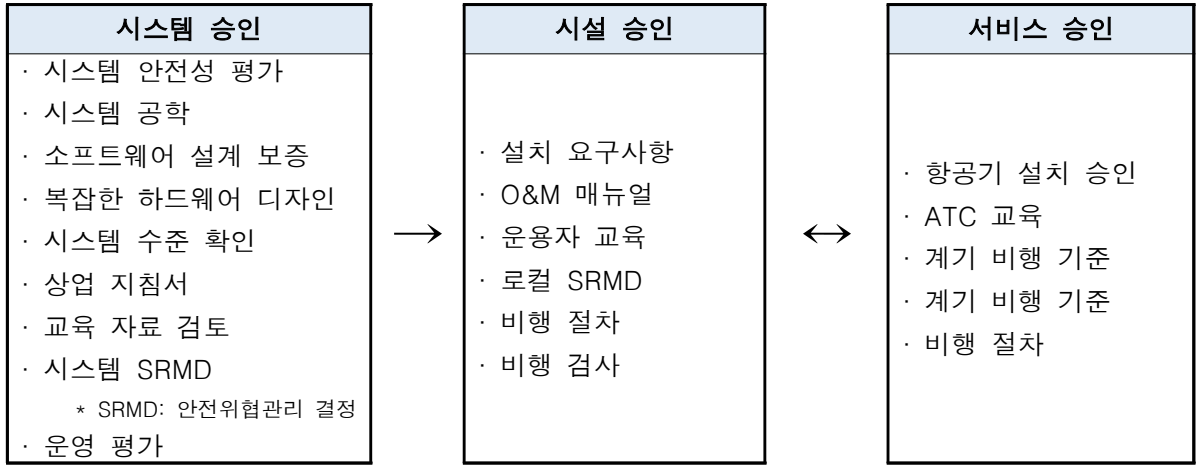 시스템 승인
· 시스템 안전성 평가
· 시스템 공학
· 소프트웨어 설계 보증
· 복잡한 하드웨어 디자인
· 시스템 수준 확인
· 상업 지침서
· 교육 자료 검토
· 시스템 SRMD
* SRMD: 안전위협관리 결정
· 운영 평가
→
시설 승인
· 설치 요구사항
· O&M 매뉴얼
· 운용자 교육
· 로컬 SRMD
· 비행 절차
· 비행 검사
↔
서비스 승인
· 항공기 설치 승인
· ATC 교육
· 계기 비행 기준
· 계기 비행 기준
· 비행 절차